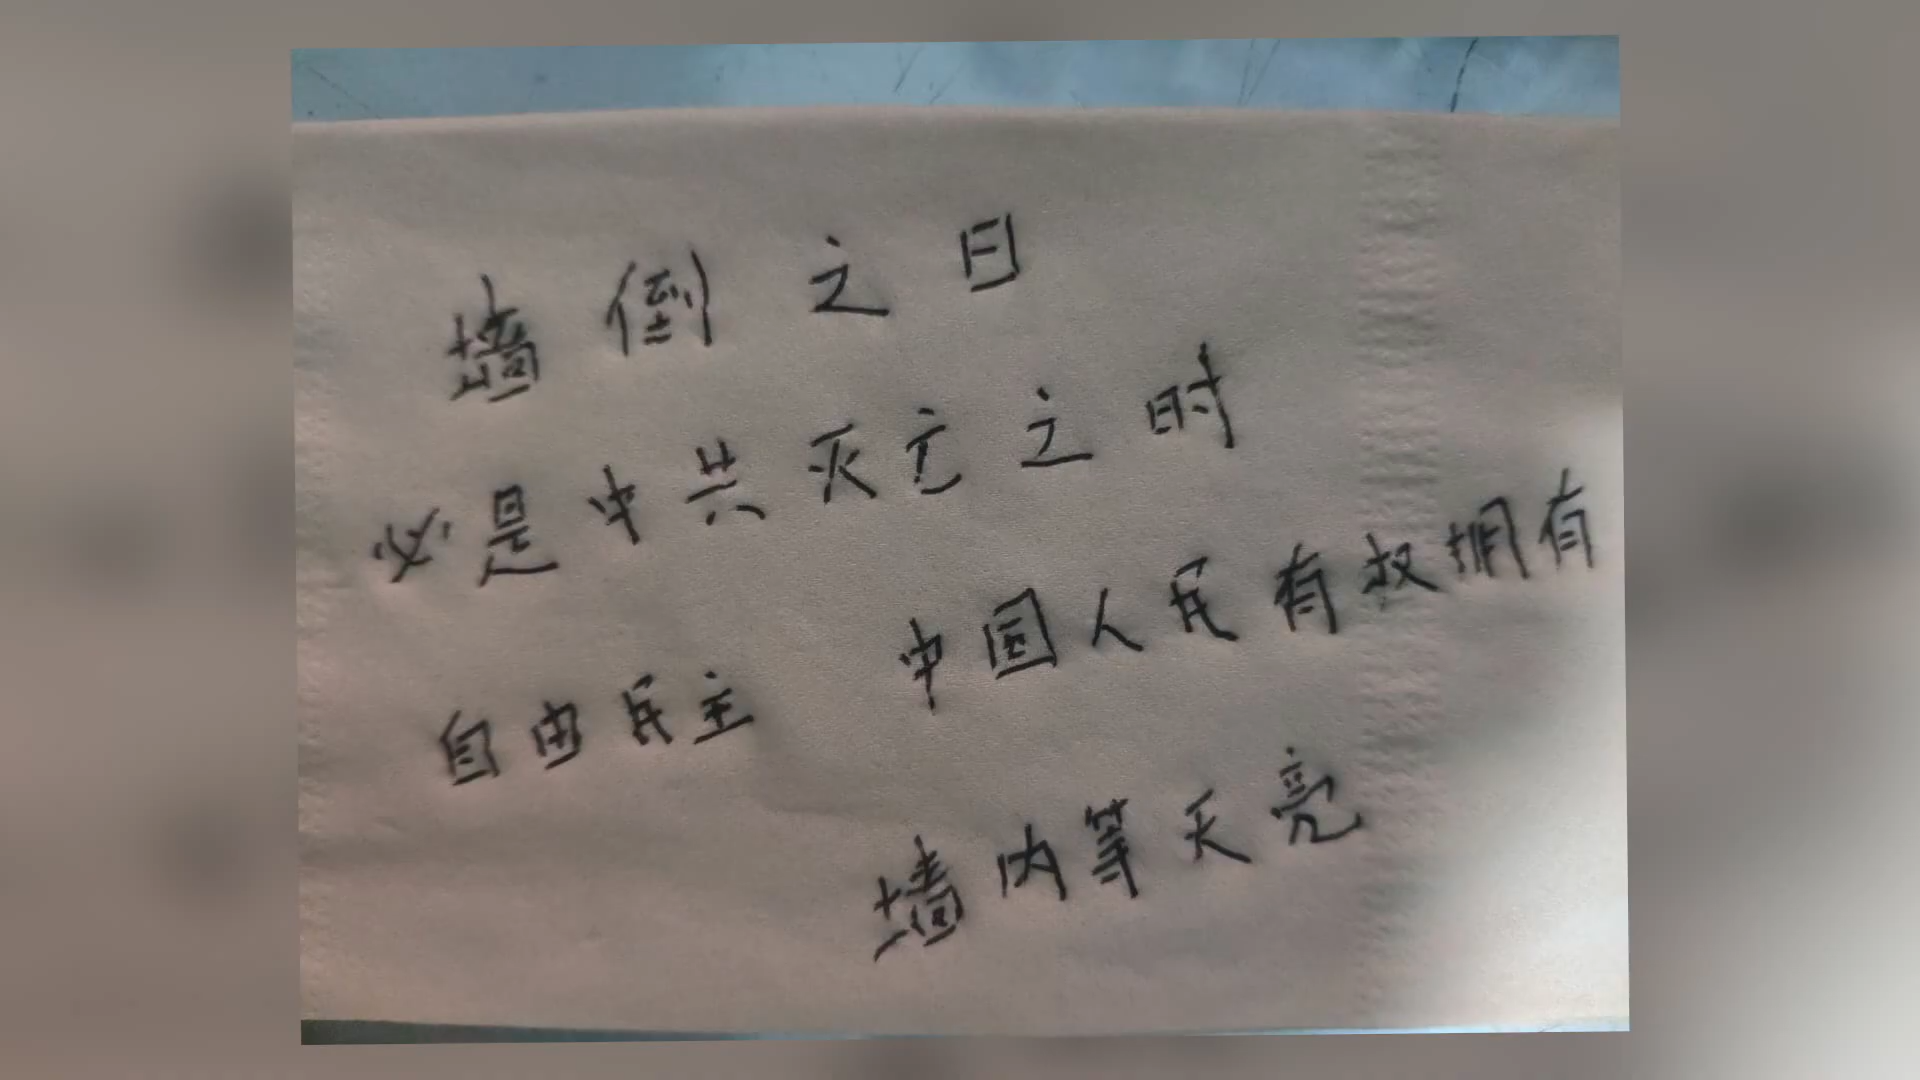 墙倒之日
必是中共灭亡之时
中国人民有权拥有
自由民主
墙内等天亮